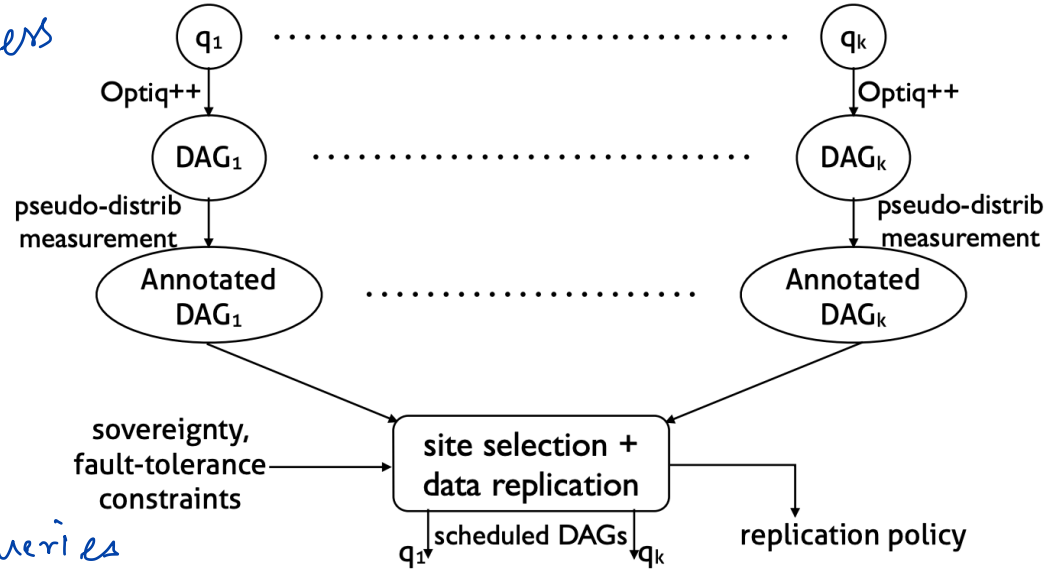 q₁ qₖ
Optiq++ Optiq++
DAG₁ DAGₖ
pseudo-distrib pseudo-distrib
measurement measurement
Annotated Annotated
DAG₁ DAGₖ
sovereignty,
fault-tolerance
constraints
site selection +
data replication
scheduled DAGs
q₁ qₖ
replication policy